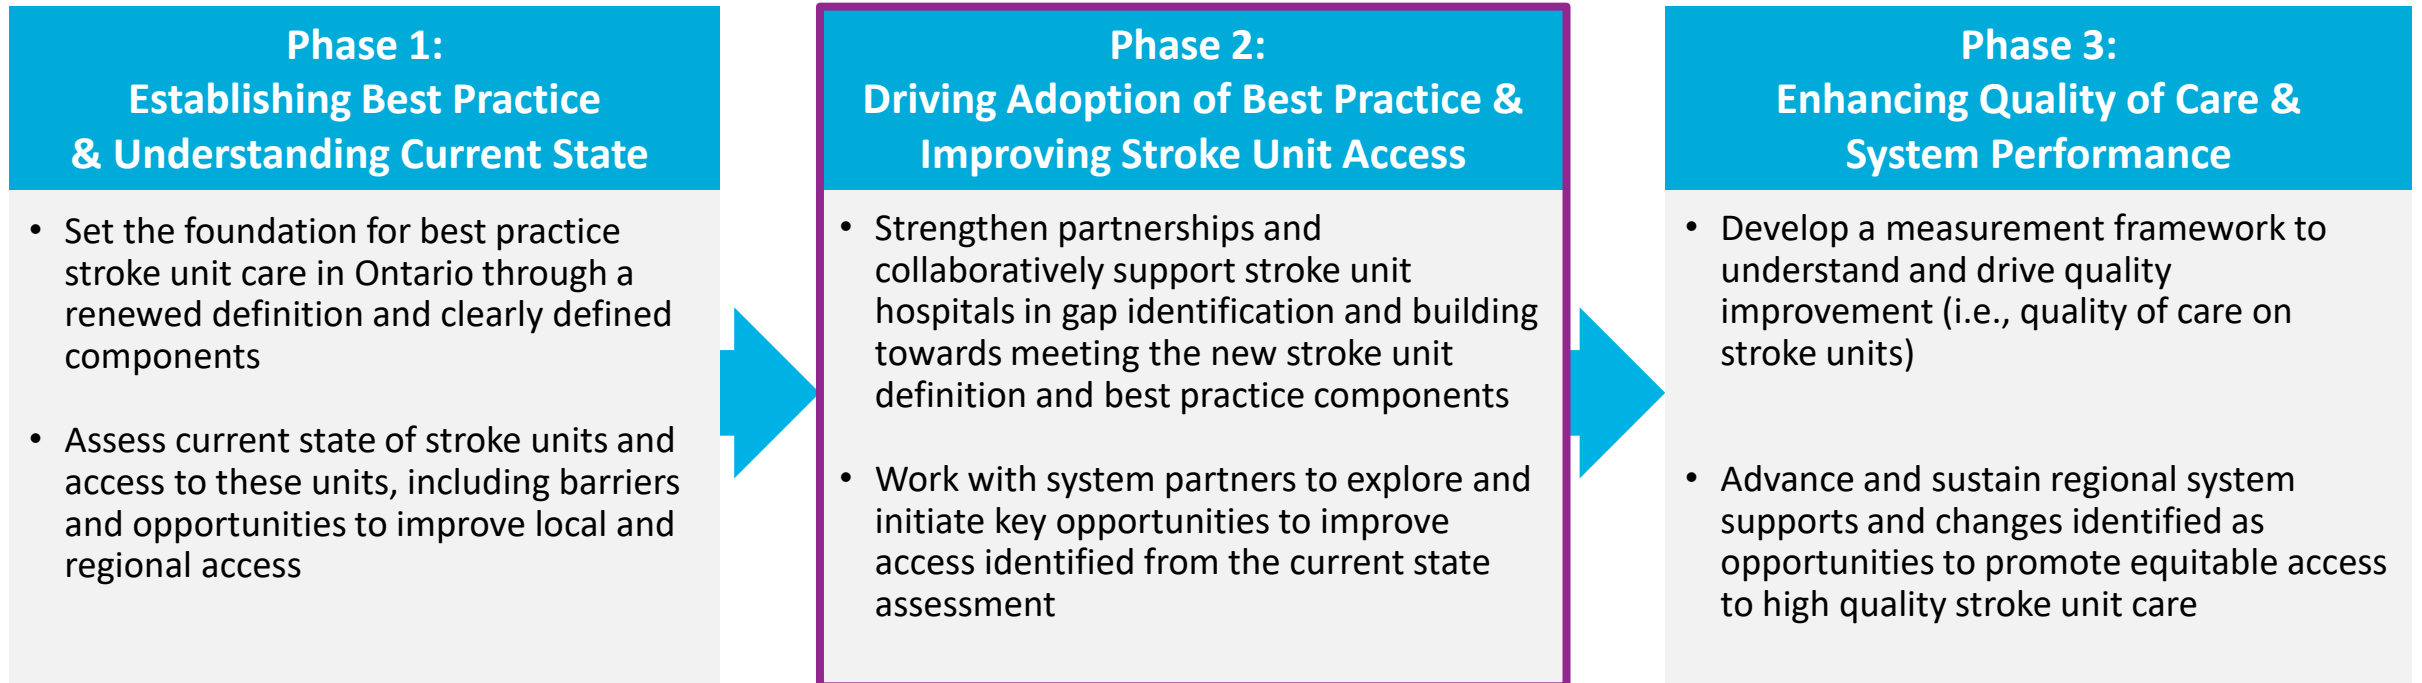 Phase 1:
Establishing Best Practice
& Understanding Current State
• Set the foundation for best practice
stroke unit care in Ontario through a
renewed definition and clearly defined
components
• Assess current state of stroke units and
access to these units, including barriers
and opportunities to improve local and
regional access
Phase 2:
Driving Adoption of Best Practice &
Improving Stroke Unit Access
• Strengthen partnerships and
collaboratively support stroke unit
hospitals in gap identification and building
towards meeting the new stroke unit
definition and best practice components
• Work with system partners to explore and
initiate key opportunities to improve
access identified from the current state
assessment
Phase 3:
Enhancing Quality of Care &
System Performance
• Develop a measurement framework to
understand and drive quality
improvement (i.e., quality of care on
stroke units)
• Advance and sustain regional system
supports and changes identified as
opportunities to promote equitable access
to high quality stroke unit care